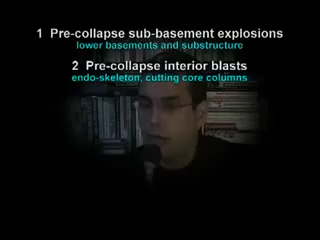 1 Pre-collapse sub-basement explosions
lower basements and substructure
2 Pre-collapse interior blasts
endo-skeleton, cutting core columns